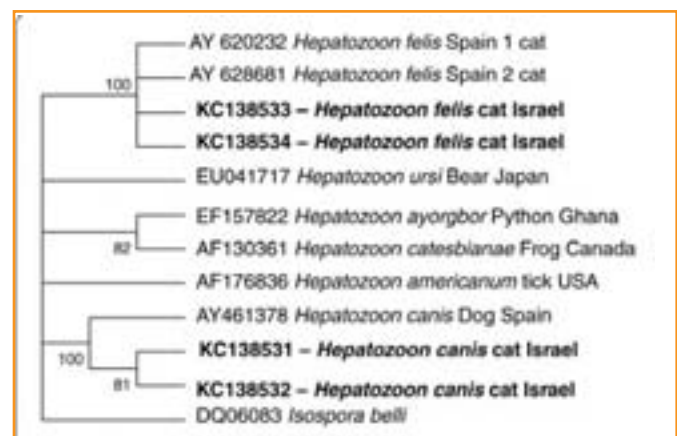 AY 620232 Hepatozoon felis Spain 1 cat
AY 628681 Hepatozoon felis Spain 2 cat
100
KC138533 – Hepatozoon felis cat Israel
KC138534 – Hepatozoon felis cat Israel
EU041717 Hepatozoon ursi Bear Japan
EF157822 Hepatozoon ayorgbor Python Ghana
82
AF130361 Hepatozoon catesbianae Frog Canada
AF176836 Hepatozoon americanum tick USA
AY461378 Hepatozoon canis Dog Spain
100
KC138531 – Hepatozoon canis cat Israel
81
KC138532 – Hepatozoon canis cat Israel
DQ06083 Isospora belli